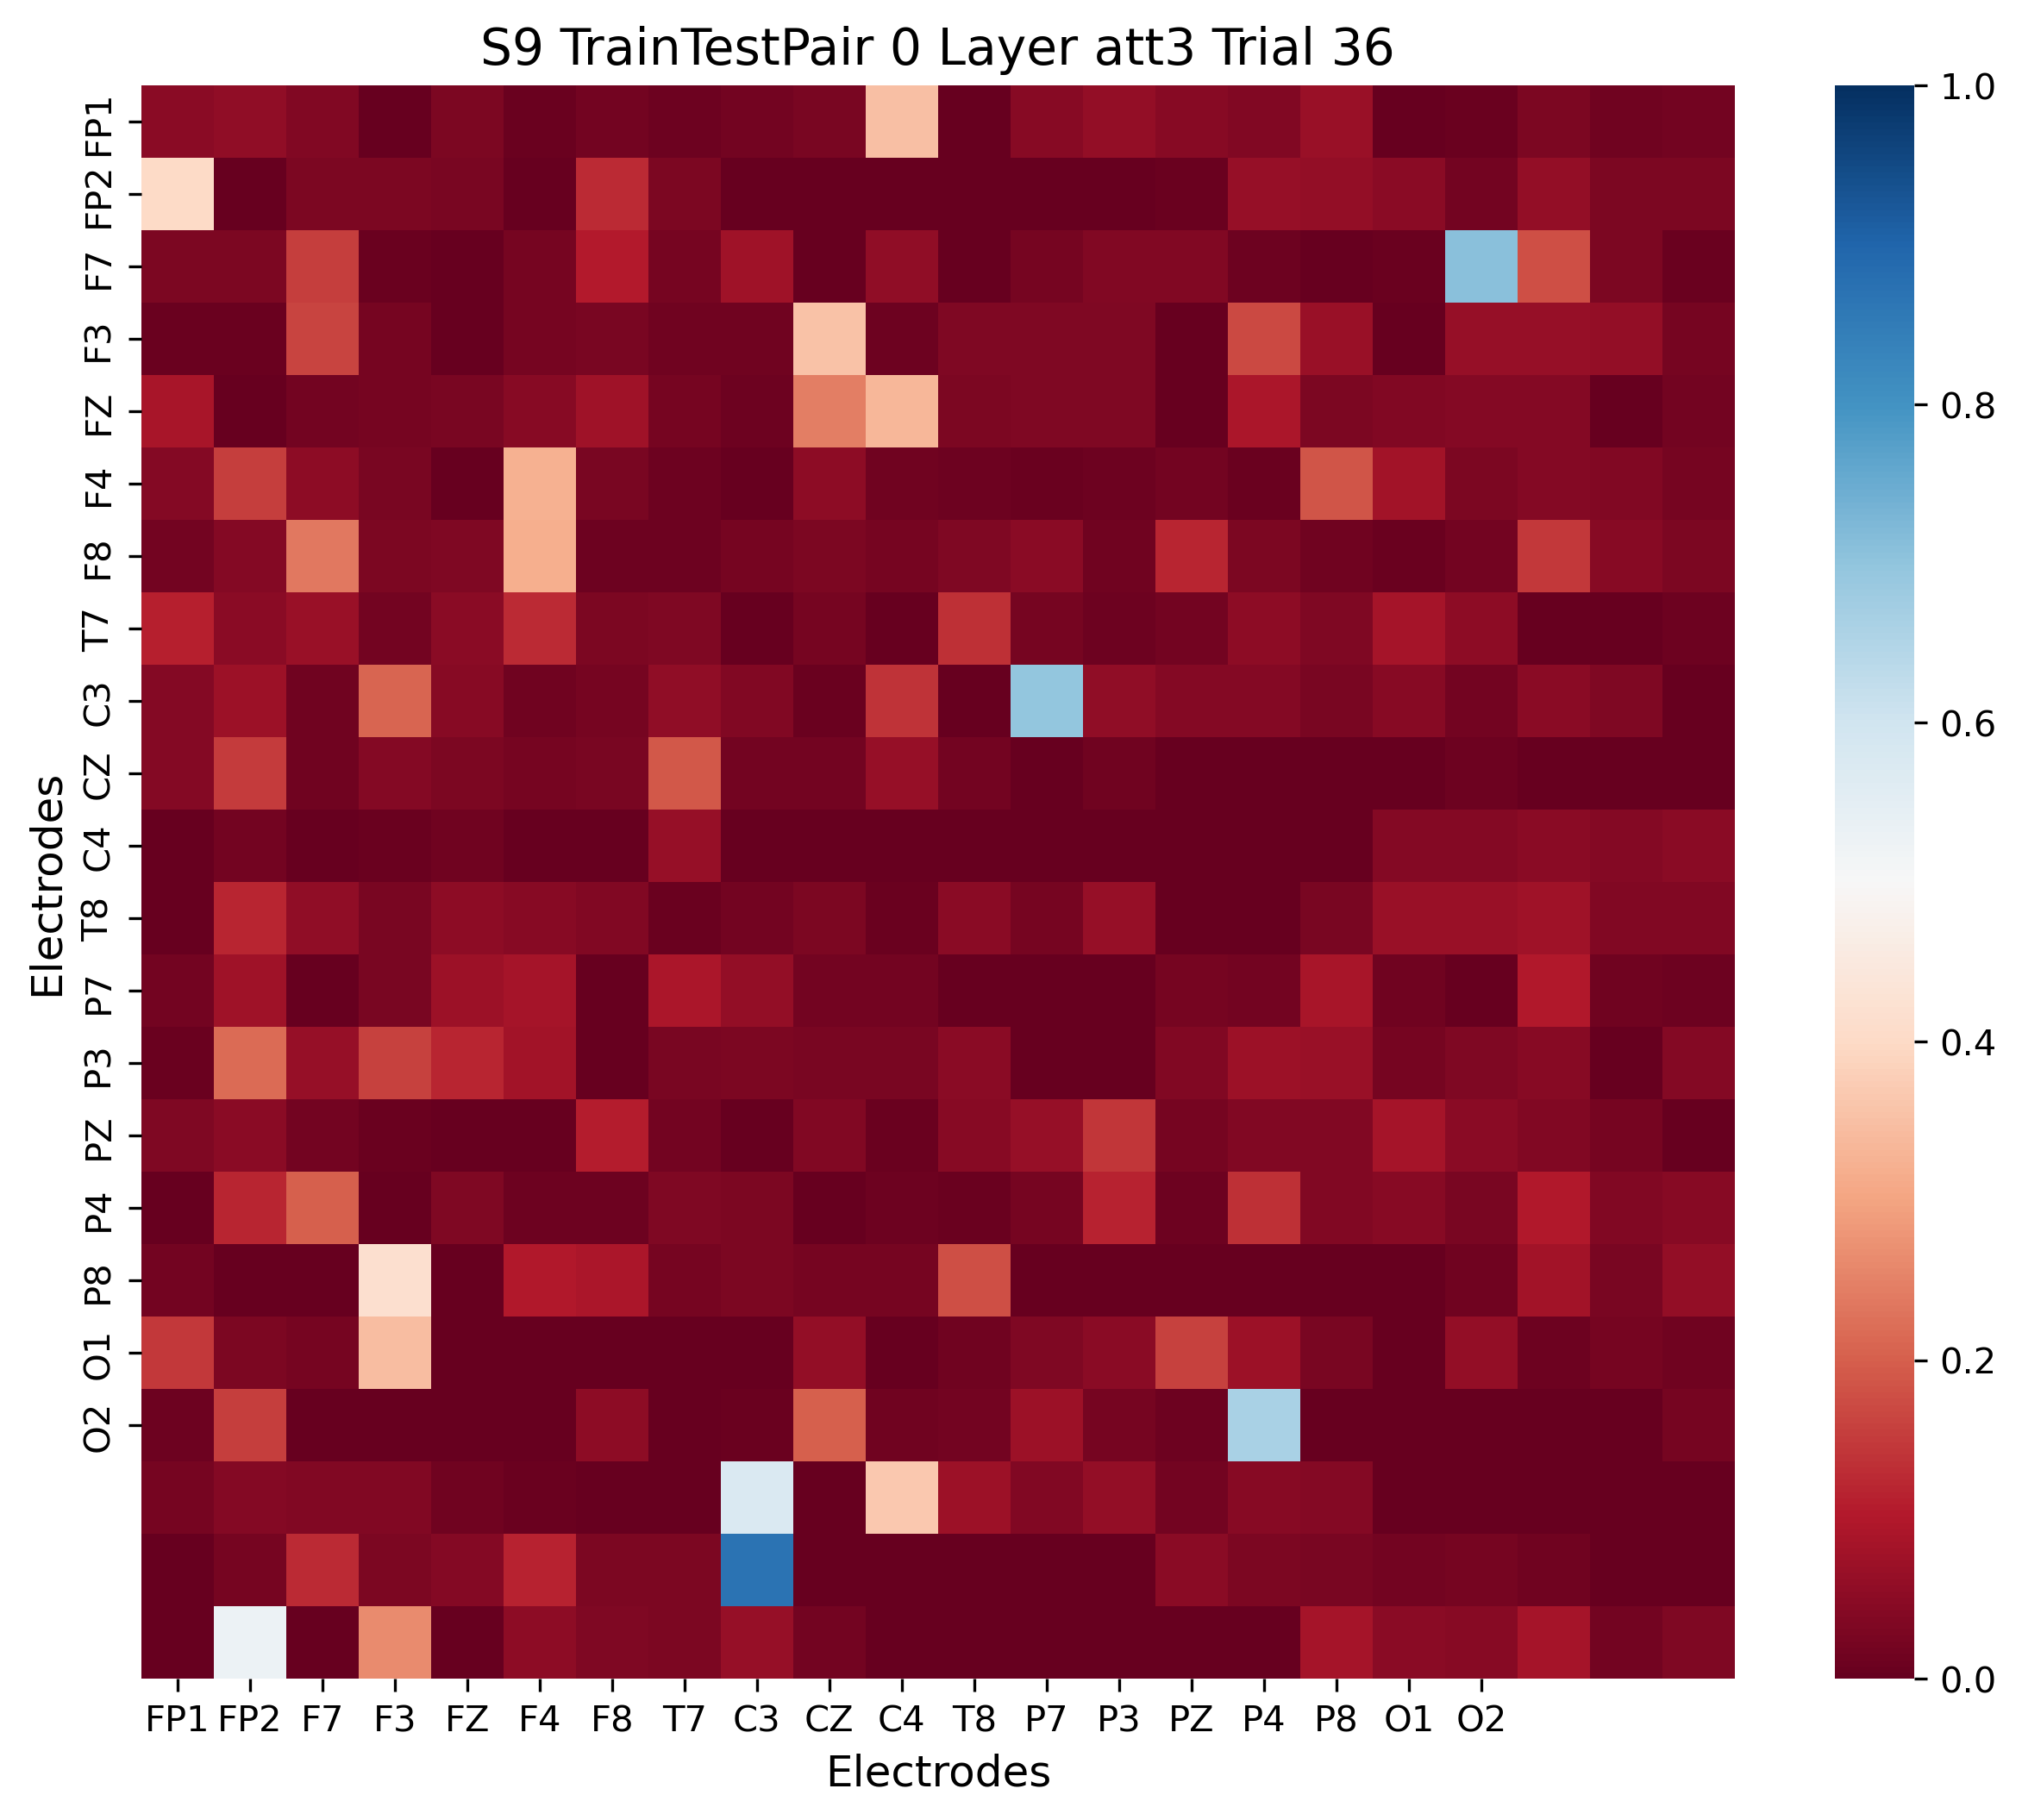 S9 TrainTestPair 0 Layer att3 Trial 36
Electrodes
FP1
FP2
F7
F3
FZ
F4
F8
T7
C3
CZ
C4
T8
P7
P3
PZ
P4
P8
O1
O2
FP1 FP2 F7 F3 FZ F4 F8 T7 C3 CZ C4 T8 P7 P3 PZ P4 P8 O1 O2
Electrodes
1.0
0.8
0.6
0.4
0.2
0.0